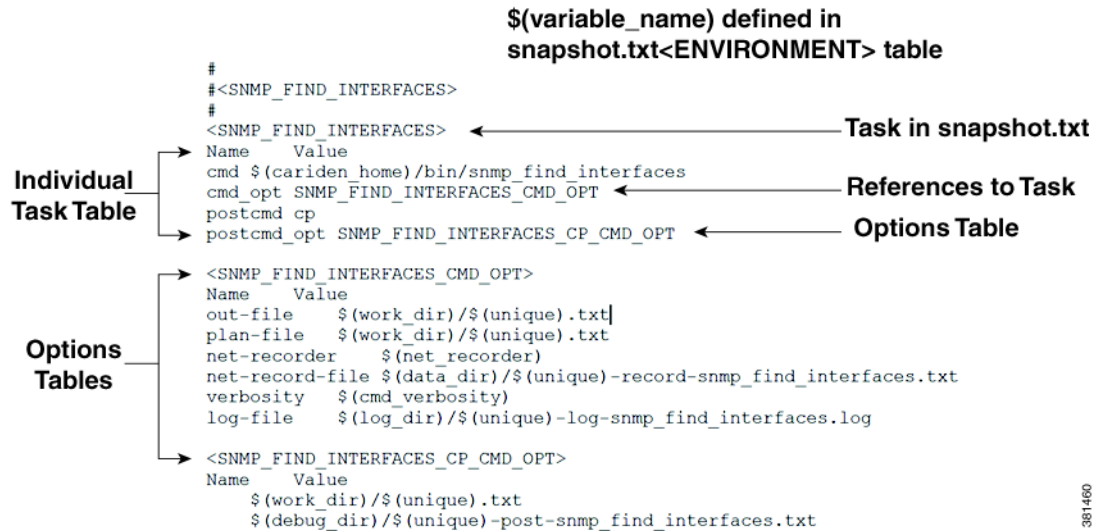 $(variable_name) defined in
snapshot.txt<ENVIRONMENT> table
#
#<SNMP_FIND_INTERFACES>
#
<SNMP_FIND_INTERFACES>
Task in snapshot.txt
Name Value
cmd $(cariden_home)/bin/snmp_find_interfaces
Individual
Task Table
cmd_opt SNMP_FIND_INTERFACES_CMD_OPT
References to Task
postcmd cp
postcmd_opt SNMP_FIND_INTERFACES_CP_CMD_OPT
Options Table
<SNMP_FIND_INTERFACES_CMD_OPT>
Name Value
out-file $(work_dir)/$(unique).txt
plan-file $(work_dir)/$(unique).txt
Options
Tables
net-recorder $(net_recorder)
net-record-file $(data_dir)/$(unique)-record-snmp_find_interfaces.txt
verbosity $(cmd_verbosity)
log-file $(log_dir)/$(unique)-log-snmp_find_interfaces.log
<SNMP_FIND_INTERFACES_CP_CMD_OPT>
Name Value
$(work_dir)/$(unique).txt
$(debug_dir)/$(unique)-post-snmp_find_interfaces.txt
381460